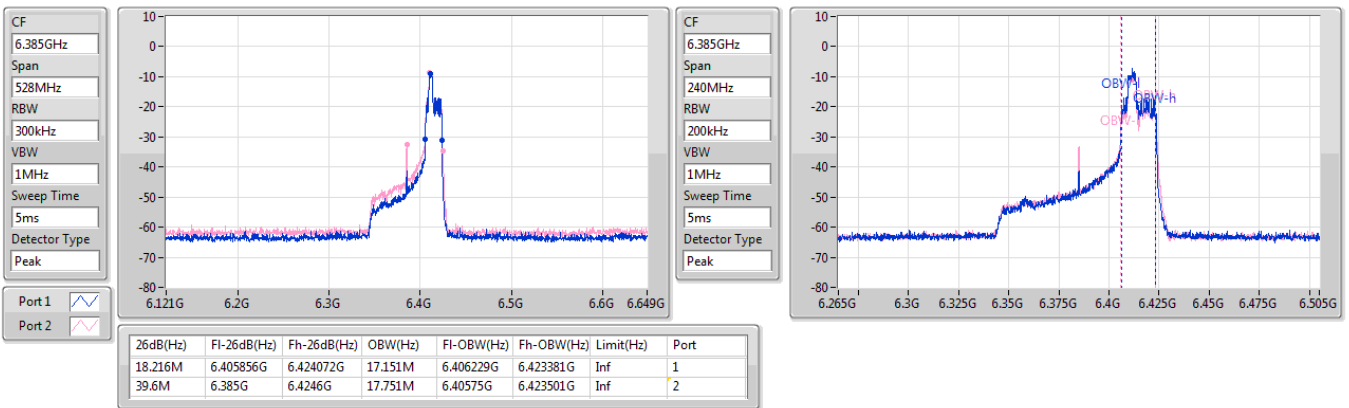 CF
6.385GHz
Span
528MHz
RBW
300kHz
VBW
1MHz
Sweep Time
5ms
Detector Type
Peak
Port 1
Port 2
10
0
-10
-20
-30
-40
-50
-60
-70
-80
6.121G 6.2G 6.3G 6.4G 6.5G 6.6G 6.649G
CF
6.385GHz
Span
240MHz
RBW
200kHz
VBW
1MHz
Sweep Time
5ms
Detector Type
Peak
10
0
-10
-20
-30
-40
-50
-60
-70
-80
OBW-l
OBW-h
OBW-l
6.265G 6.3G 6.325G 6.35G 6.375G 6.4G 6.425G 6.45G 6.475G 6.505G
26dB(Hz) Fl-26dB(Hz) Fh-26dB(Hz) OBW(Hz) Fl-OBW(Hz) Fh-OBW(Hz) Limit(Hz) Port
18.216M 6.405856G 6.424072G 17.151M 6.406229G 6.423381G Inf 1
39.6M 6.385G 6.4246G 17.751M 6.40575G 6.423501G Inf 2